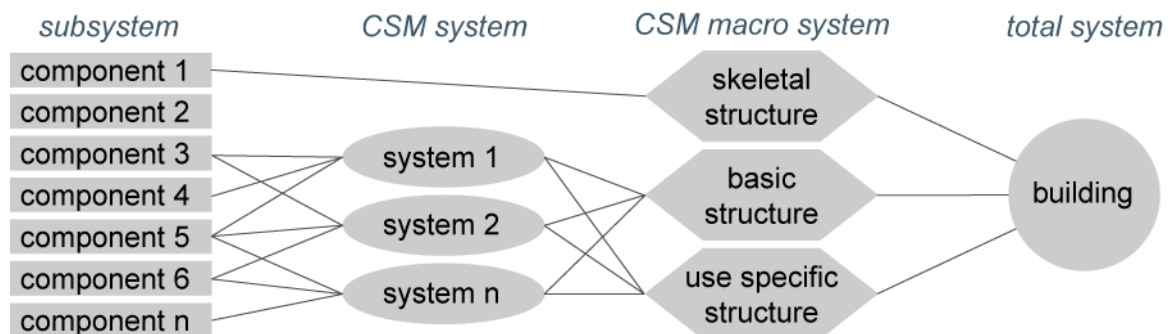 subsystem
CSM system
CSM macro system
total system
component 1
component 2
component 3
component 4
component 5
component 6
component n
system 1
system 2
system n
skeletal
structure
basic
structure
use specific
structure
building